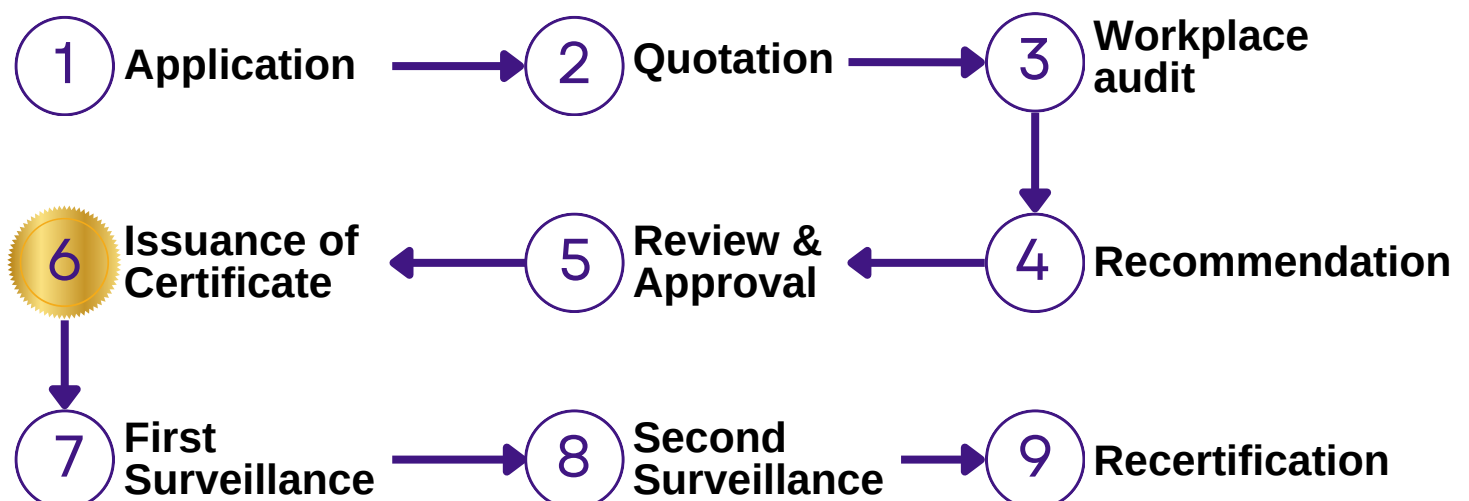 1 Application
2 Quotation
3 Workplace
audit
4 Recommendation
5 Review &
Approval
6 Issuance of
Certificate
7 First
Surveillance
8 Second
Surveillance
9 Recertification